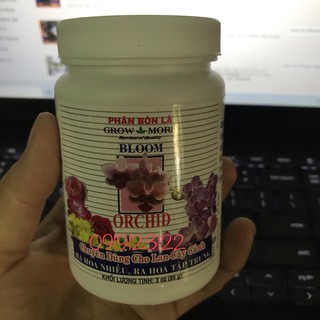 PHÂN BÓN LÁ
GROW MORE
BLOOM
ORCHID
Chuyên Dùng Cho Lan, Cây Cảnh
RA HOA NHIỀU, RA HOA TẬP TRUNG
KHỐI LƯỢNG TỊNH: 3 oz (85 g)